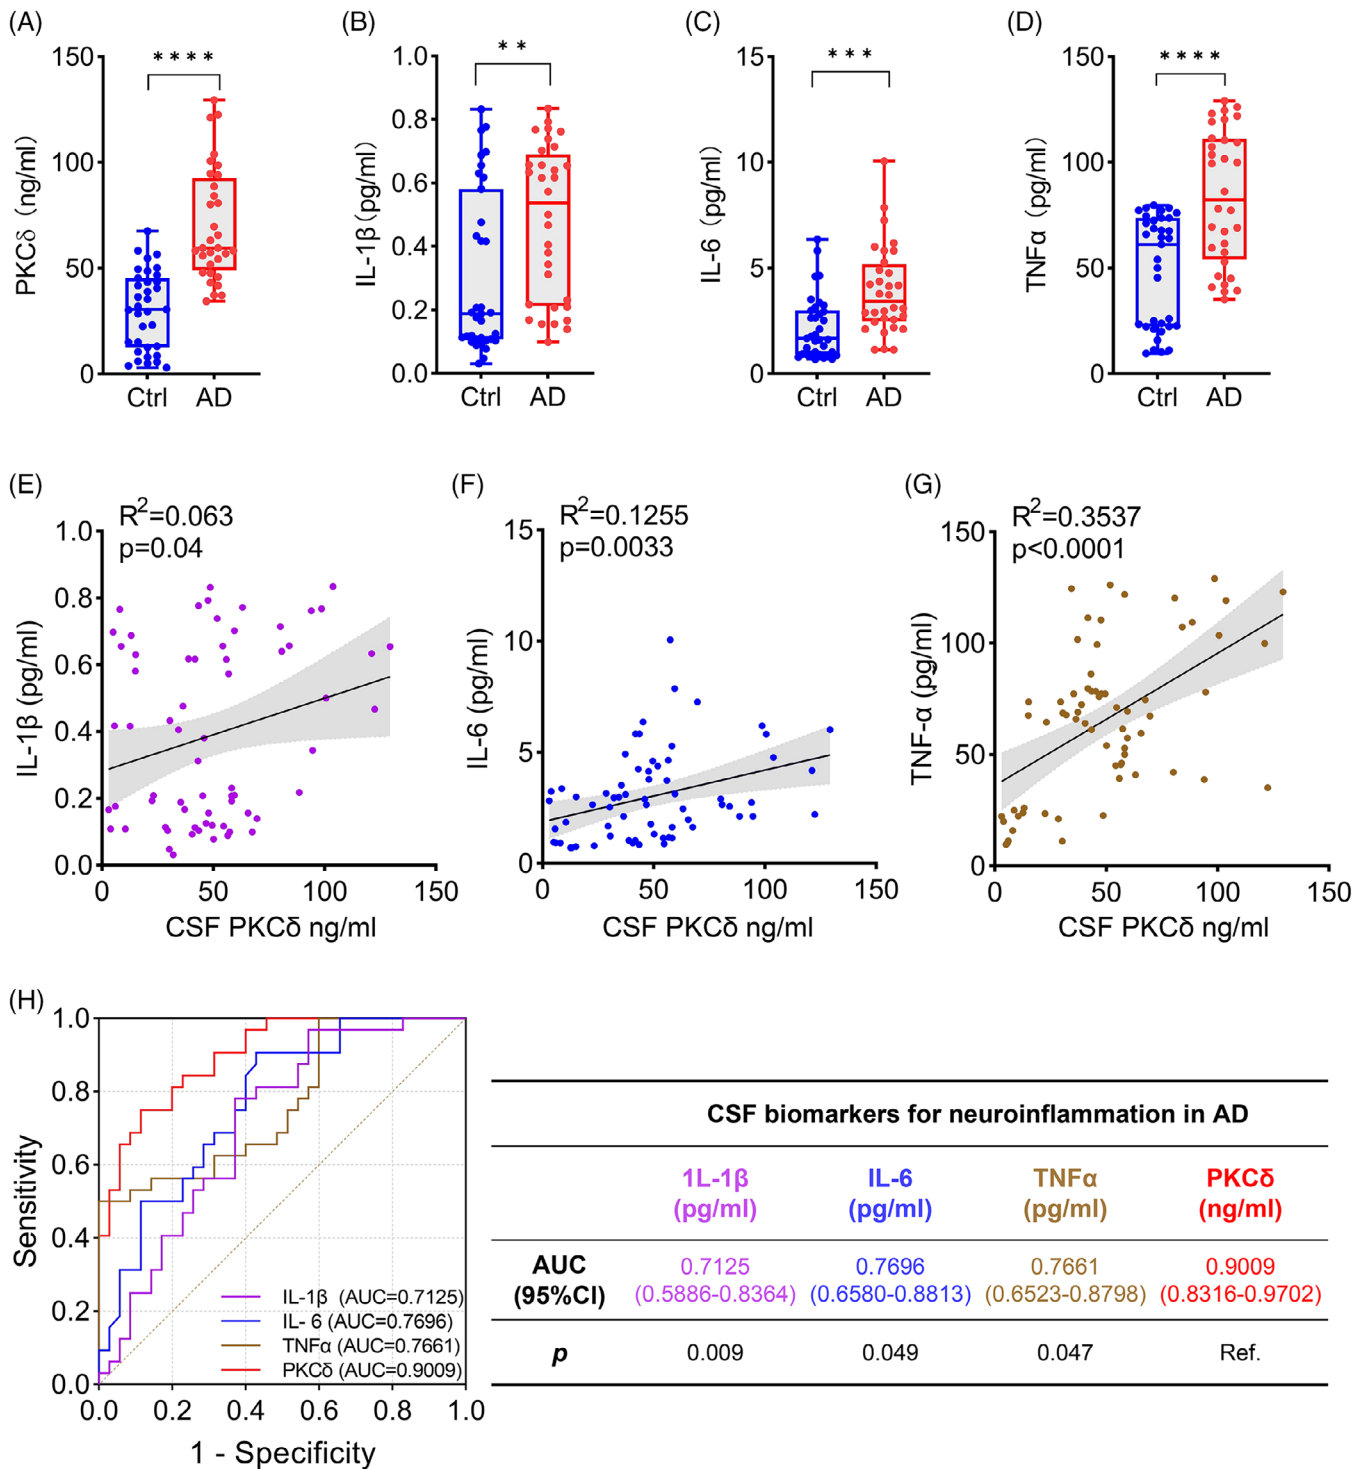 (A)
(B)
(C)
(D)
****
**
***
****
PKCδ (ng/ml)
150
100
50
0
Ctrl AD
IL-1β (pg/ml)
1.0
0.8
0.6
0.4
0.2
0.0
Ctrl AD
IL-6 (pg/ml)
15
10
5
0
Ctrl AD
TNFα (pg/ml)
150
100
50
0
Ctrl AD
(E)
R²=0.063
p=0.04
IL-1β (pg/ml)
1.0
0.8
0.6
0.4
0.2
0.0
0 50 100 150
CSF PKCδ ng/ml
(F)
R²=0.1255
p=0.0033
IL-6 (pg/ml)
15
10
5
0
0 50 100 150
CSF PKCδ ng/ml
(G)
R²=0.3537
p<0.0001
TNF-α (pg/ml)
150
100
50
0
0 50 100 150
CSF PKCδ ng/ml
(H)
Sensitivity
1.0
0.8
0.6
0.4
0.2
0.0
IL-1β (AUC=0.7125)
IL- 6 (AUC=0.7696)
TNFα (AUC=0.7661)
PKCδ (AUC=0.9009)
0.0 0.2 0.4 0.6 0.8 1.0
1 - Specificity
CSF biomarkers for neuroinflammation in AD
1L-1β IL-6 TNFα PKCδ
(pg/ml) (pg/ml) (pg/ml) (ng/ml)
AUC 0.7125 0.7696 0.7661 0.9009
(95%CI) (0.5886-0.8364) (0.6580-0.8813) (0.6523-0.8798) (0.8316-0.9702)
p 0.009 0.049 0.047 Ref.